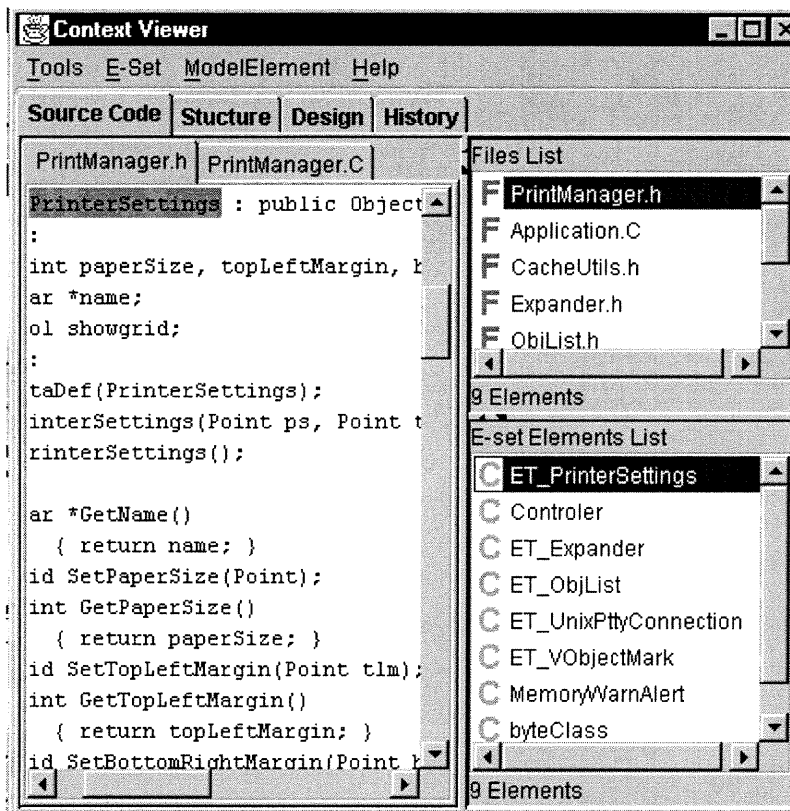 Context Viewer
Tools E-Set ModelElement Help
Source Code Stucture Design History
PrintManager.h PrintManager.C
PrinterSettings : public Object
:
int paperSize, topLeftMargin,
ar *name;
ol showgrid;
:
taDef(PrinterSettings);
interSettings(Point ps, Point t
rinterSettings();
ar *GetName()
{ return name; }
id SetPaperSize(Point);
int GetPaperSize()
{ return paperSize; }
id SetTopLeftMargin(Point tlm);
int GetTopLeftMargin()
{ return topLeftMargin; }
id SetBottomRightMargin(Point
Files List
F PrintManager.h
F Application.C
F CacheUtils.h
F Expander.h
F ObjList.h
9 Elements
E-set Elements List
C ET_PrinterSettings
C Controler
C ET_Expander
C ET_ObjList
C ET_UnixPttyConnection
C ET_VObjectMark
C MemoryWarnAlert
C byteClass
9 Elements